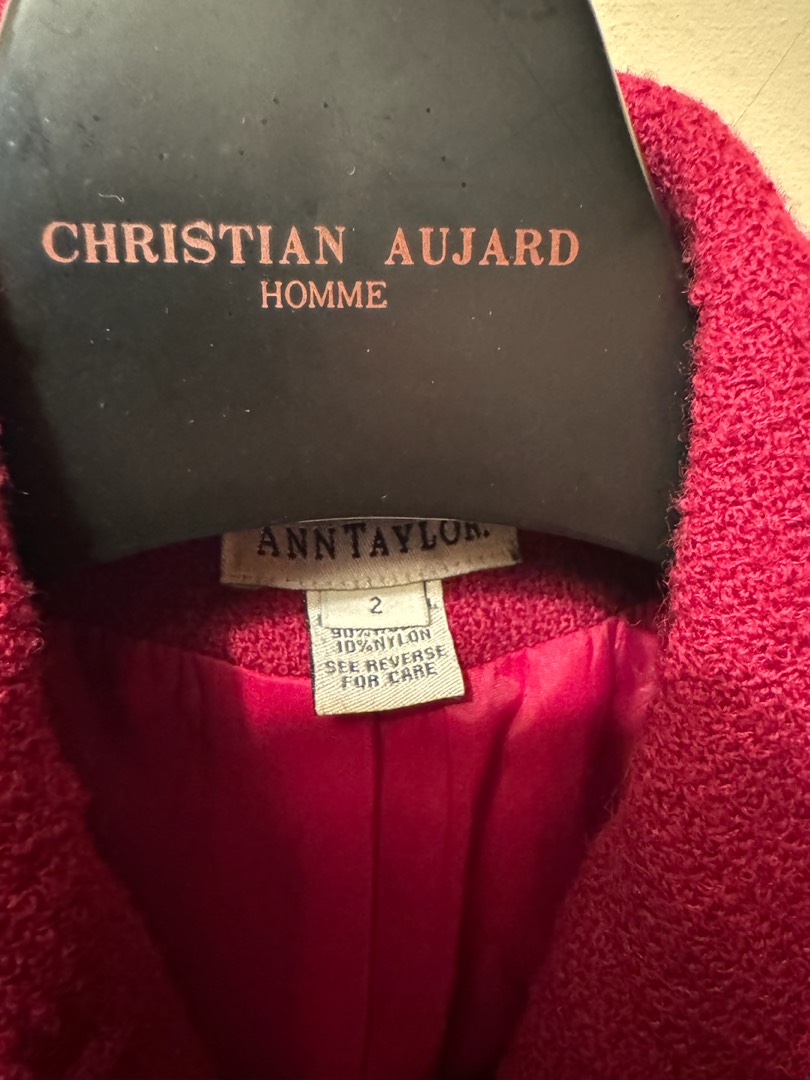 CHRISTIAN AUJARD
HOMME
ANNTAYLOR.
2
10% NYLON
SEE REVERSE
FOR CARE